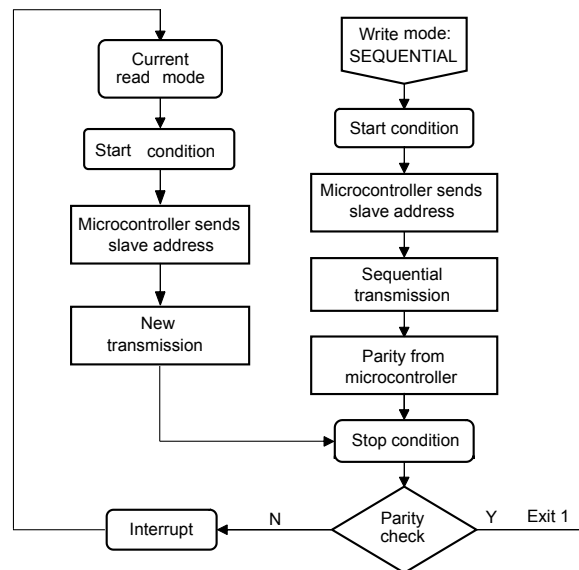 Current
read mode
Start condition
Microcontroller sends
slave address
New
transmission
Write mode:
SEQUENTIAL
Start condition
Microcontroller sends
slave address
Sequential
transmission
Parity from
microcontroller
Stop condition
Parity
check
N
Interrupt
Y
Exit 1